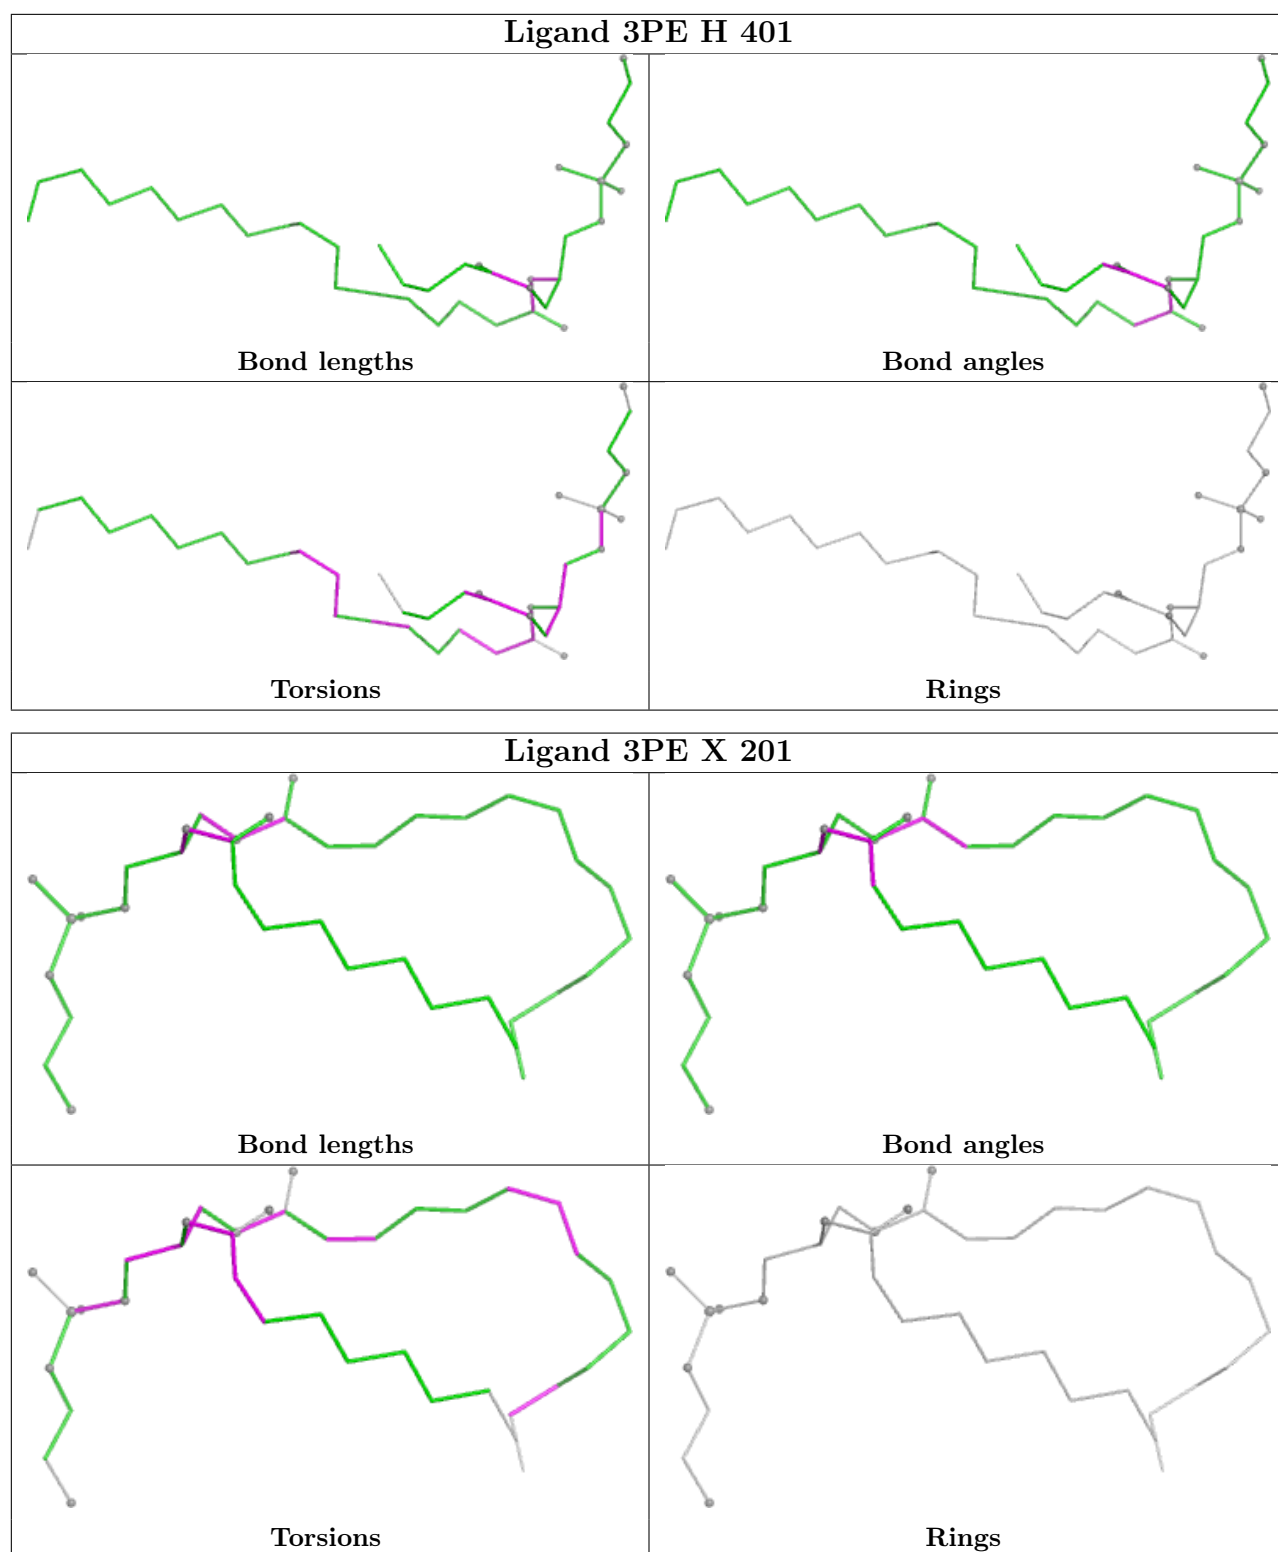 Ligand 3PE H 401
Bond lengths
Bond angles
Torsions
Rings
Ligand 3PE X 201
Bond lengths
Bond angles
Torsions
Rings